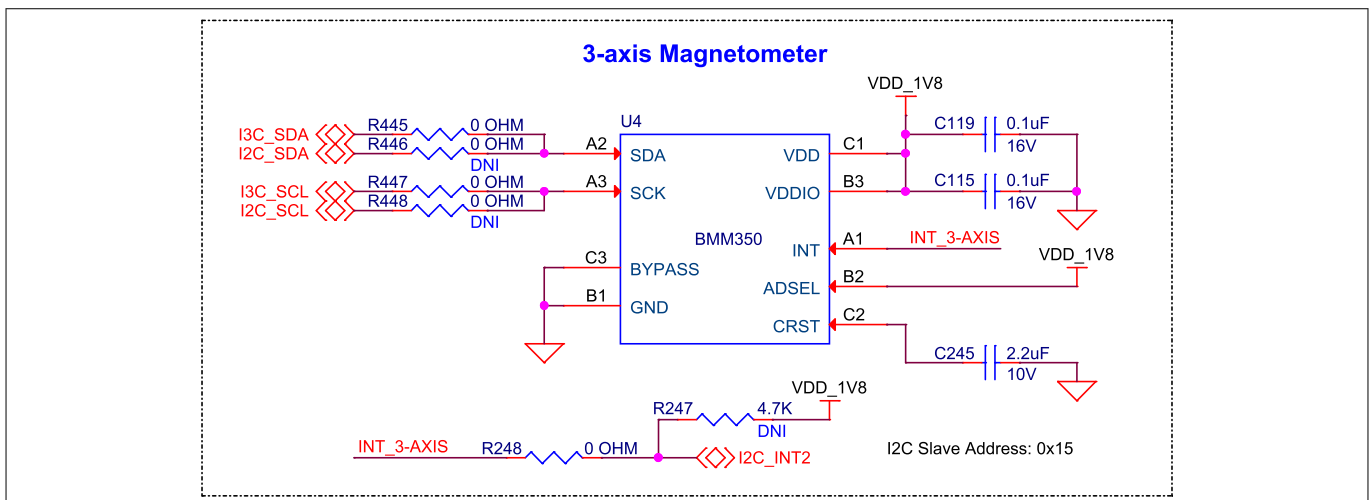 3-axis Magnetometer
VDD_1V8
I3C_SDA R445 0 OHM
I2C_SDA R446 0 OHM
DNI
I3C_SCL R447 0 OHM
I2C_SCL R448 0 OHM
DNI
U4
A2 SDA
A3 SCK
C3 BYPASS
B1 GND
BMM350
VDD C1
VDDIO B3
INT A1 INT_3-AXIS
ADSEL B2
CRST C2
C119 0.1uF
16V
C115 0.1uF
16V
VDD_1V8
C245 2.2uF
10V
VDD_1V8
R247 4.7K
DNI
INT_3-AXIS R248 0 OHM I2C_INT2
I2C Slave Address: 0x15